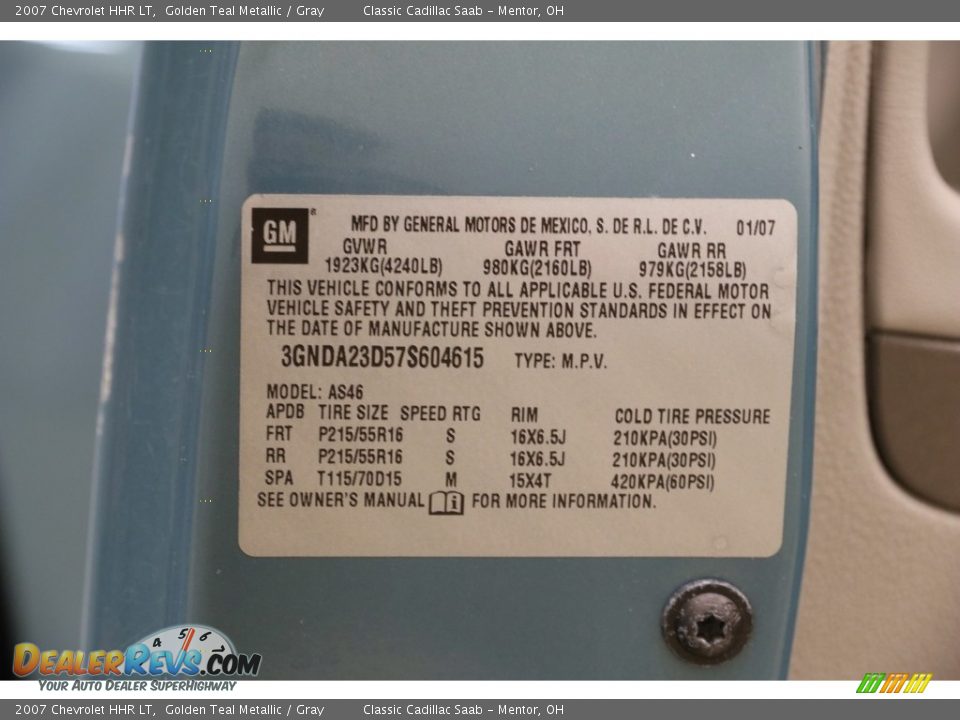 2007 Chevrolet HHR LT, Golden Teal Metallic / Gray Classic Cadillac Saab - Mentor, OH
GM® MFD BY GENERAL MOTORS DE MEXICO, S. DE R.L. DE C.V. 01/07
GVWR GAWR FRT GAWR RR
1923KG(4240LB) 980KG(2160LB) 979KG(2158LB)
THIS VEHICLE CONFORMS TO ALL APPLICABLE U.S. FEDERAL MOTOR
VEHICLE SAFETY AND THEFT PREVENTION STANDARDS IN EFFECT ON
THE DATE OF MANUFACTURE SHOWN ABOVE.
3GNDA23D57S604615 TYPE: M.P.V.
MODEL: AS46
APDB TIRE SIZE SPEED RTG RIM COLD TIRE PRESSURE
FRT P215/55R16 S 16X6.5J 210KPA(30PSI)
RR P215/55R16 S 16X6.5J 210KPA(30PSI)
SPA T115/70D15 M 15X4T 420KPA(60PSI)
SEE OWNER'S MANUAL i FOR MORE INFORMATION.
4 5 6
DEALERREVS.COM
YOUR AUTO DEALER SUPERHIGHWAY
2007 Chevrolet HHR LT, Golden Teal Metallic / Gray Classic Cadillac Saab - Mentor, OH